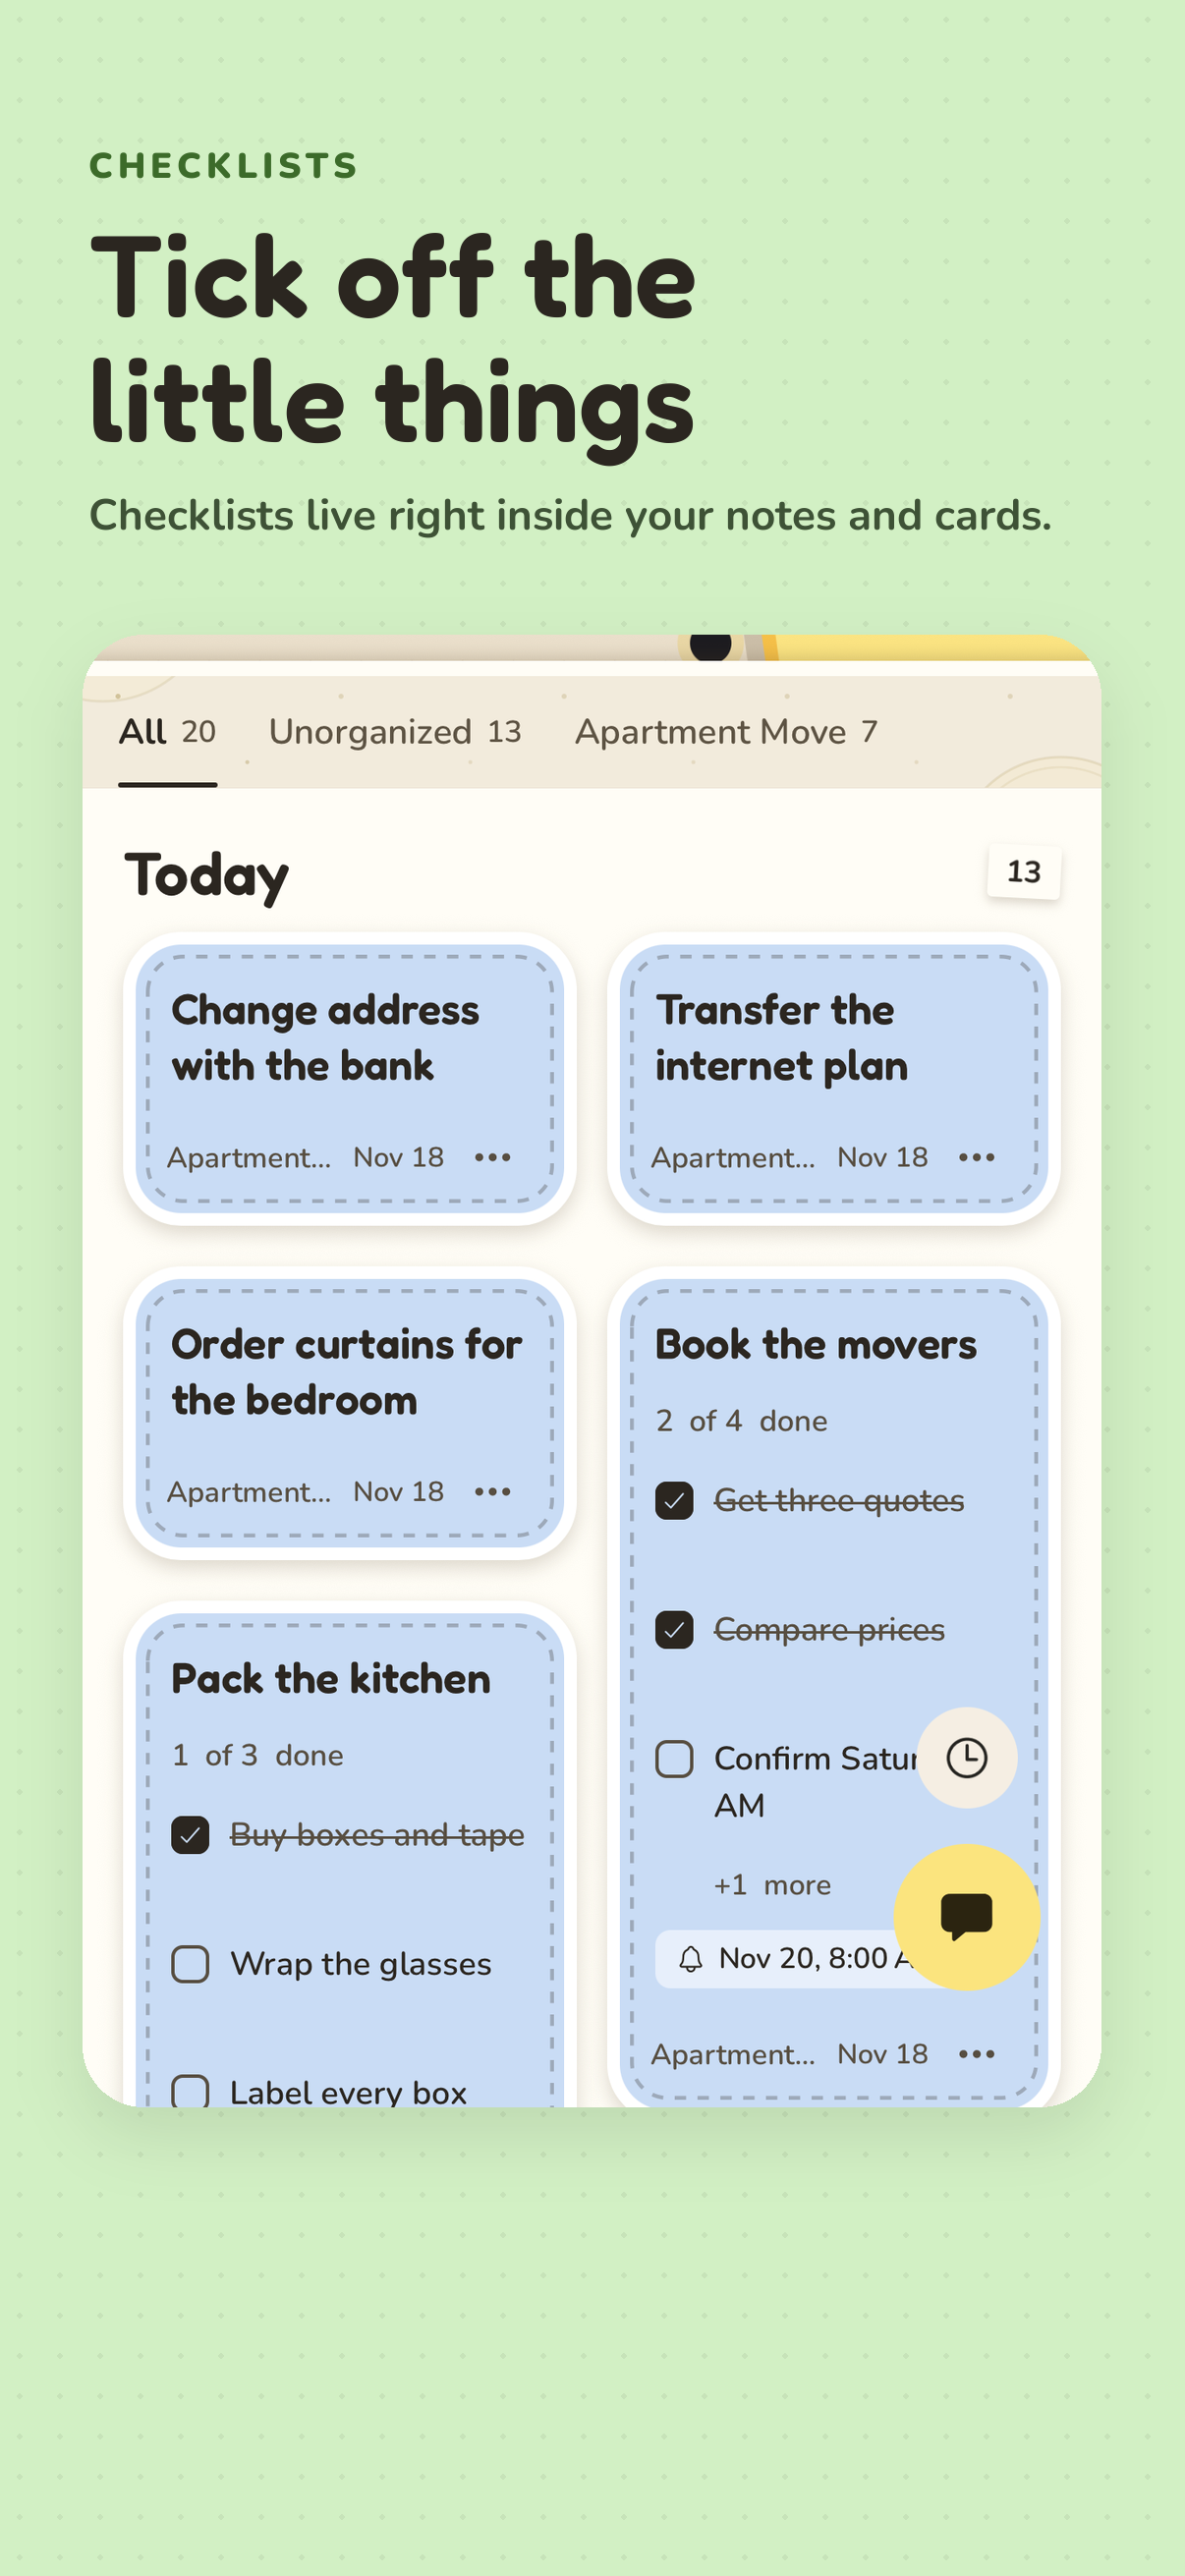 CHECKLISTS
Tick off the
little things
Checklists live right inside your notes and cards.
All 20 Unorganized 13 Apartment Move 7
Today
13
Change address
with the bank
Apartment... Nov 18
Transfer the
internet plan
Apartment... Nov 18
Order curtains for
the bedroom
Apartment... Nov 18
Book the movers
2 of 4 done
Get three quotes
Compare prices
Confirm
AM
+1 more
Nov 20, 8:00
Apartment... Nov 18
Pack the kitchen
1 of 3 done
Buy boxes and tape
Wrap the glasses
Label every box